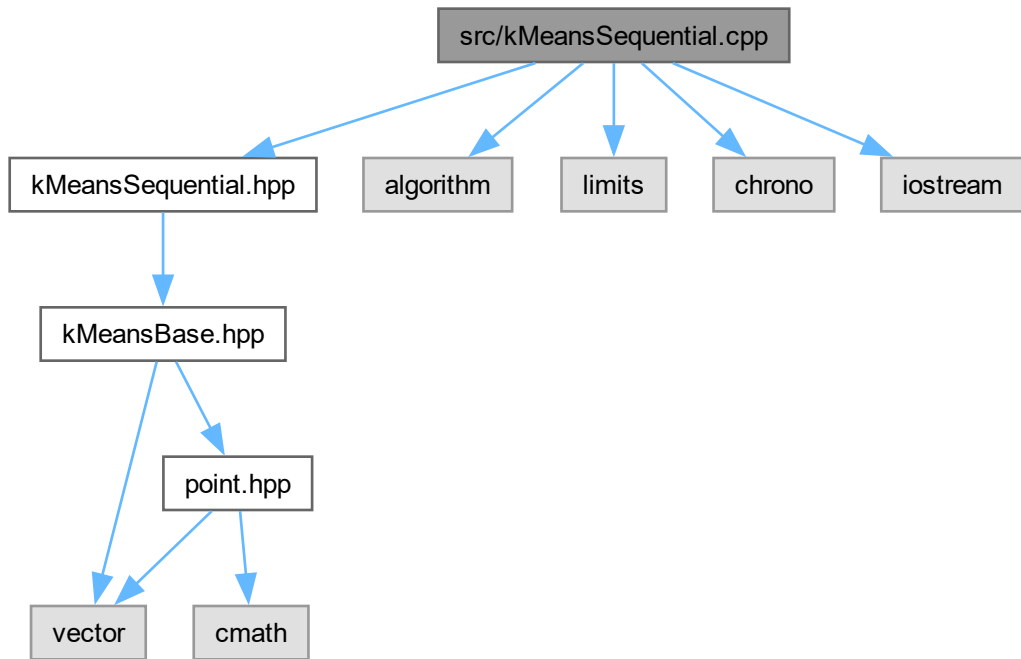 src/kMeansSequential.cpp
kMeansSequential.hpp
algorithm
limits
chrono
iostream
kMeansBase.hpp
point.hpp
vector
cmath